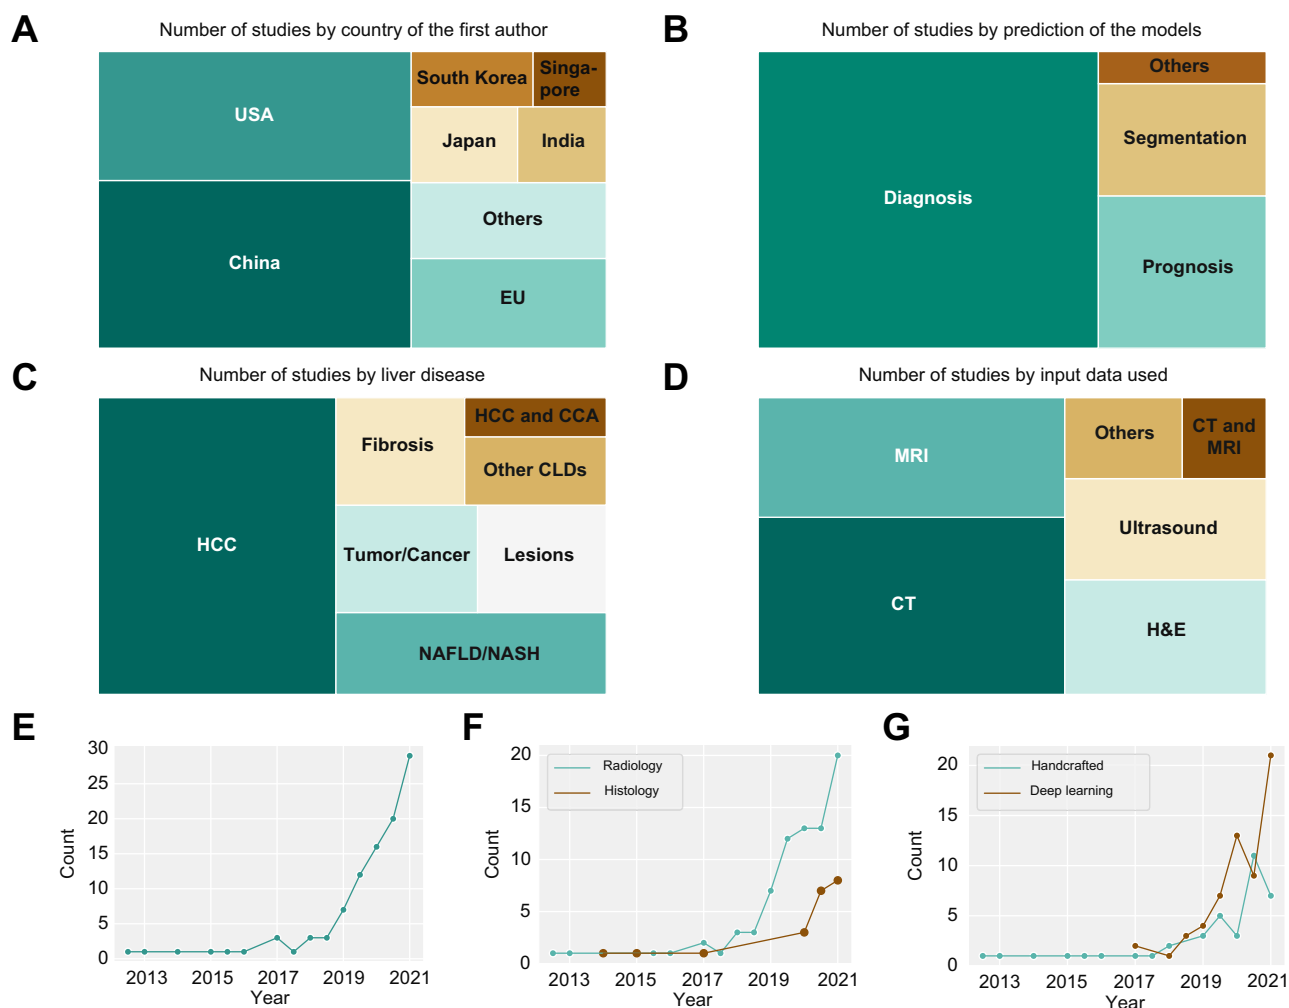 A
Number of studies by country of the first author
USA
South Korea
Singa-
pore
Japan
India
Others
China
EU
B
Number of studies by prediction of the models
Others
Segmentation
Diagnosis
Prognosis
C
Number of studies by liver disease
HCC and CCA
Fibrosis
Other CLDs
HCC
Tumor/Cancer
Lesions
NAFLD/NASH
D
Number of studies by input data used
MRI
Others
CT and
MRI
Ultrasound
CT
H&E
E
30
25
20
15
10
5
0
Count
2013 2015 2017 2019 2021
Year
F
Radiology
Histology
20
15
10
5
0
Count
2013 2015 2017 2019 2021
Year
G
Handcrafted
Deep learning
20
15
10
5
0
Count
2013 2015 2017 2019 2021
Year